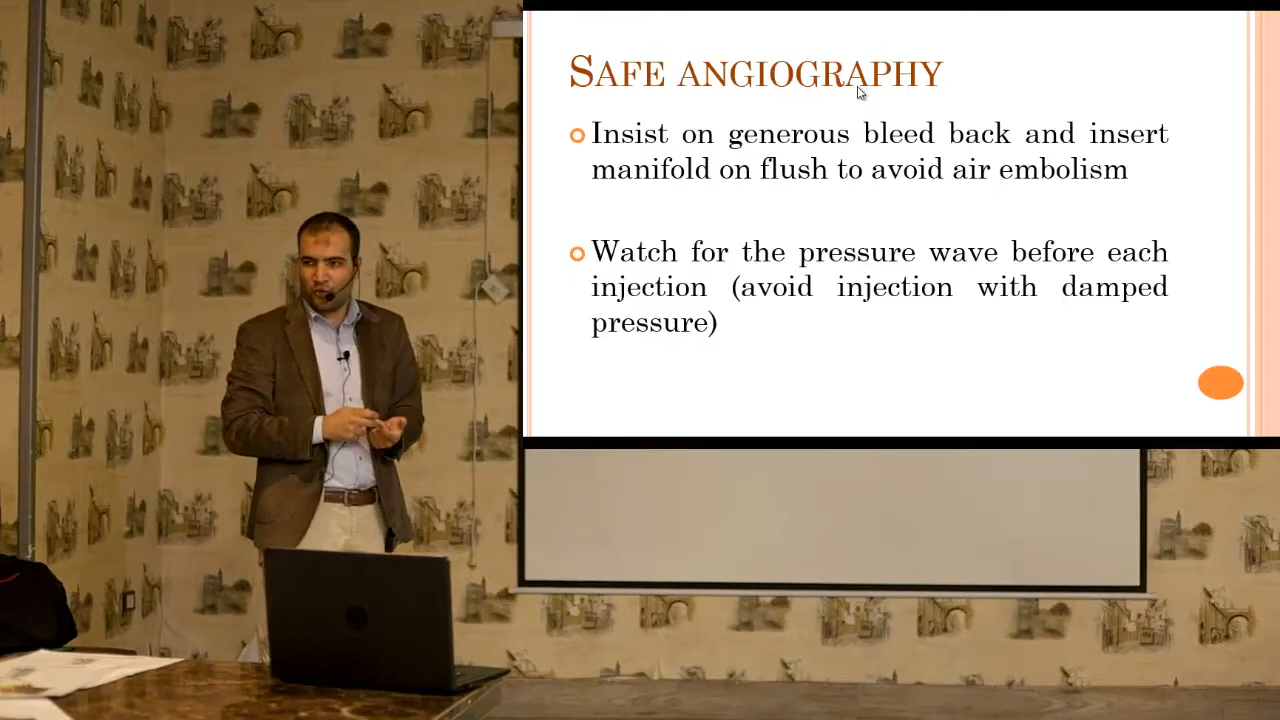 SAFE ANGIOGRAPHY
Insist on generous bleed back and insert
manifold on flush to avoid air embolism
Watch for the pressure wave before each
injection (avoid injection with damped
pressure)